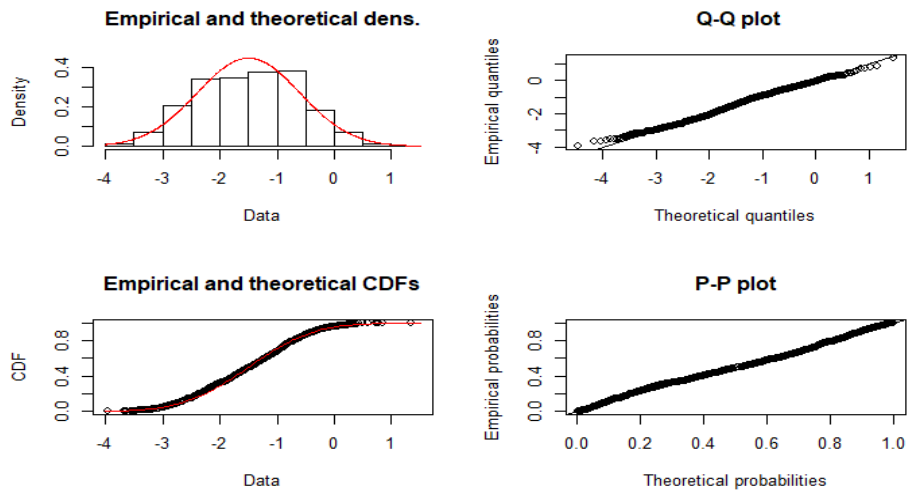 Empirical and theoretical dens.
Density
0.0 0.2 0.4
-4 -3 -2 -1 0 1
Data
Q-Q plot
Empirical quantiles
-4 -2 0
-4 -3 -2 -1 0 1
Theoretical quantiles
Empirical and theoretical CDFs
CDF
0.0 0.4 0.8
-4 -3 -2 -1 0 1
Data
P-P plot
Empirical probabilities
0.0 0.4 0.8
0.0 0.2 0.4 0.6 0.8 1.0
Theoretical probabilities